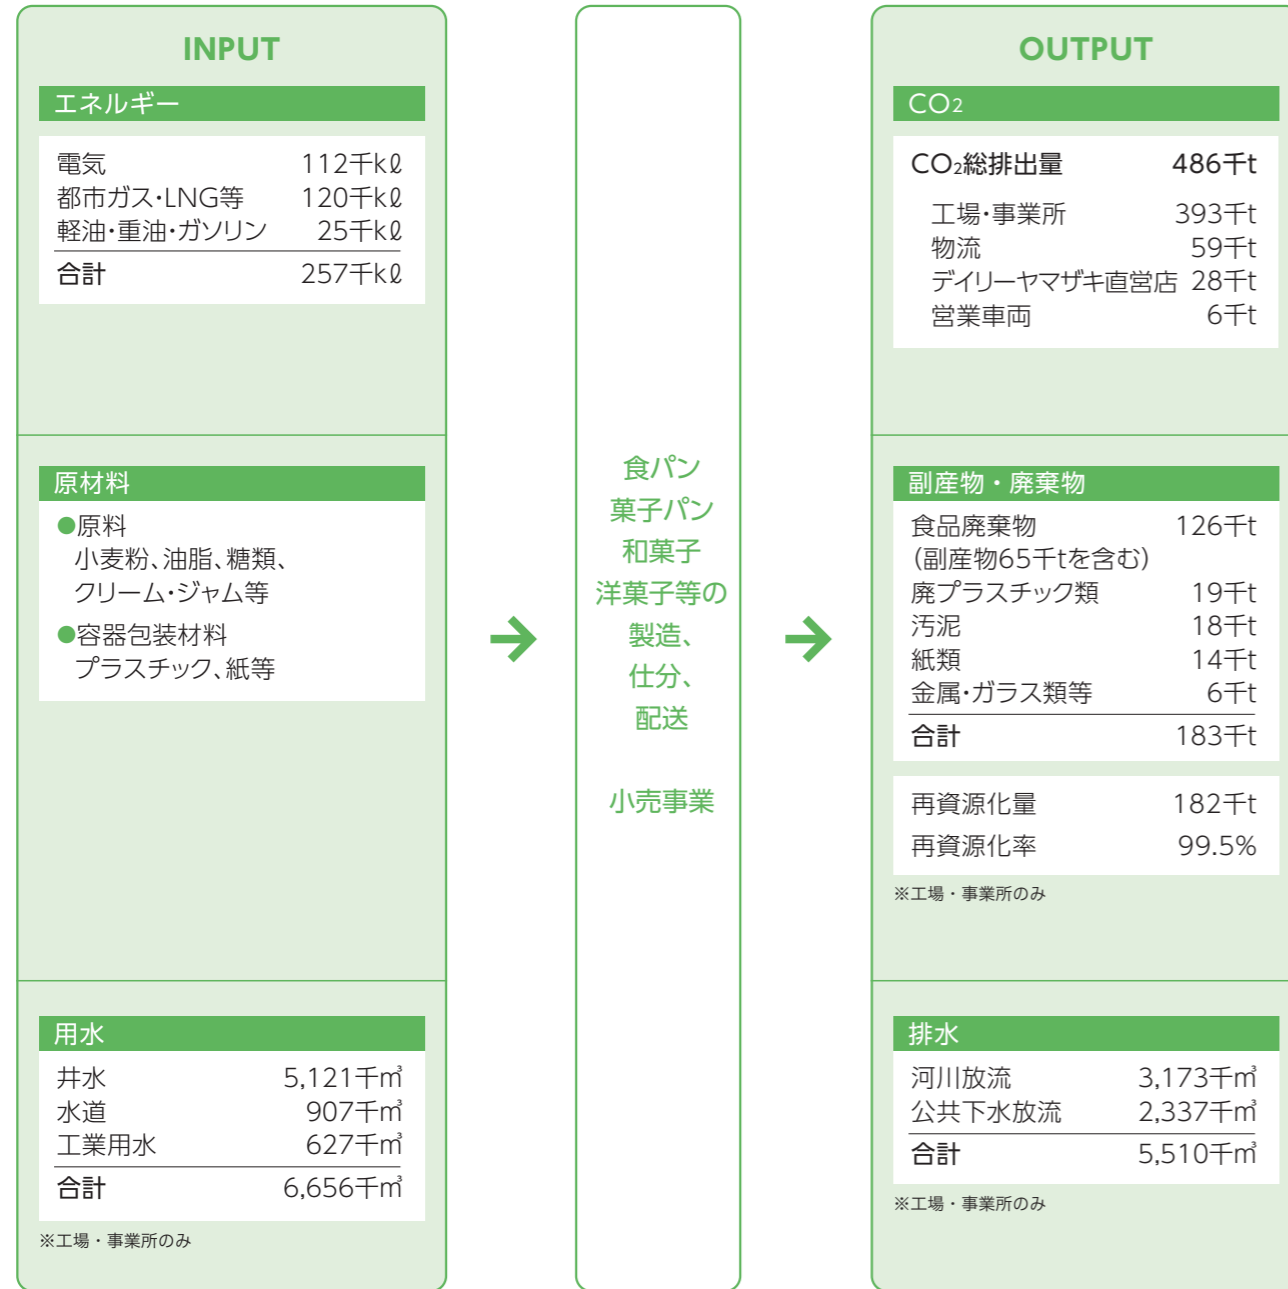 INPUT
エネルギー
電気 112千kℓ
都市ガス・LNG等 120千kℓ
軽油・重油・ガソリン 25千kℓ
合計 257千kℓ
原材料
●原料
小麦粉、油脂、糖類、
クリーム・ジャム等
●容器包装材料
プラスチック、紙等
用水
井水 5,121千㎥
水道 907千㎥
工業用水 627千㎥
合計 6,656千㎥
※工場・事業所のみ
食パン
菓子パン
和菓子
洋菓子等の
製造、
仕分、
配送
小売事業
OUTPUT
CO₂
CO₂総排出量 486千t
工場・事業所 393千t
物流 59千t
デイリーヤマザキ直営店 28千t
営業車両 6千t
副産物・廃棄物
食品廃棄物 126千t
（副産物65千tを含む）
廃プラスチック類 19千t
汚泥 18千t
紙類 14千t
金属・ガラス類等 6千t
合計 183千t
再資源化量 182千t
再資源化率 99.5%
※工場・事業所のみ
排水
河川放流 3,173千㎥
公共下水放流 2,337千㎥
合計 5,510千㎥
※工場・事業所のみ